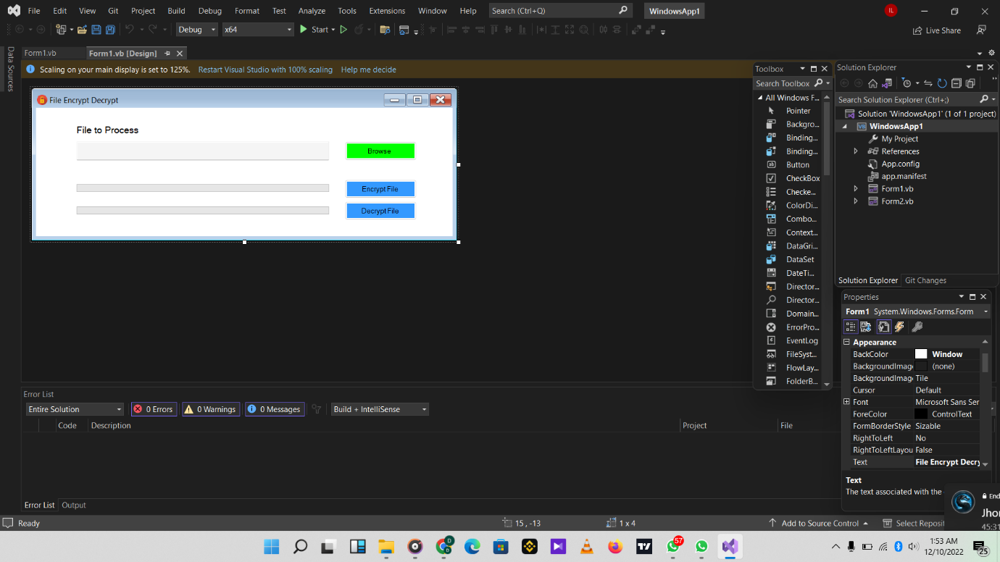 File Edit View Git Project Build Debug Format Test Analyze Tools Extensions Window Help Search (Ctrl+Q) WindowsApp1 IL
Debug x64 Start Live Share
Data Sources
Form1.vb Form1.vb [Design]
Scaling on your main display is set to 125%. Restart Visual Studio with 100% scaling Help me decide
File Encrypt Decrypt
File to Process
Browse
Encrypt File
Decrypt File
Toolbox
Search Toolbox
All Windows F...
Pointer
Backgro...
Binding...
Binding...
Button
CheckBox
Checke...
ColorDi...
Combo...
Context...
DataGri...
DataSet
DateTi...
Director...
Director...
Domain...
ErrorPro...
EventLog
FileSyst...
FlowLay...
FolderB...
Solution Explorer
Search Solution Explorer (Ctrl+;)
Solution 'WindowsApp1' (1 of 1 project)
VB WindowsApp1
My Project
References
App.config
app.manifest
Form1.vb
Form2.vb
Solution Explorer Git Changes
Properties
Form1 System.Windows.Forms.Form
Appearance
BackColor Window
BackgroundImag (none)
BackgroundImag Tile
Cursor Default
Font Microsoft Sans Ser
ForeColor ControlText
FormBorderStyle Sizable
RightToLeft No
RightToLeftLayou False
Text File Encrypt Decry
Text
The text associated with the
Error List
Entire Solution 0 Errors 0 Warnings 0 Messages Build + IntelliSense
Code Description Project File
Error List Output
End
Jhor
45:31
Ready 15 , -13 1 x 4 Add to Source Control Select Reposit
57
1:53 AM
12/10/2022
25